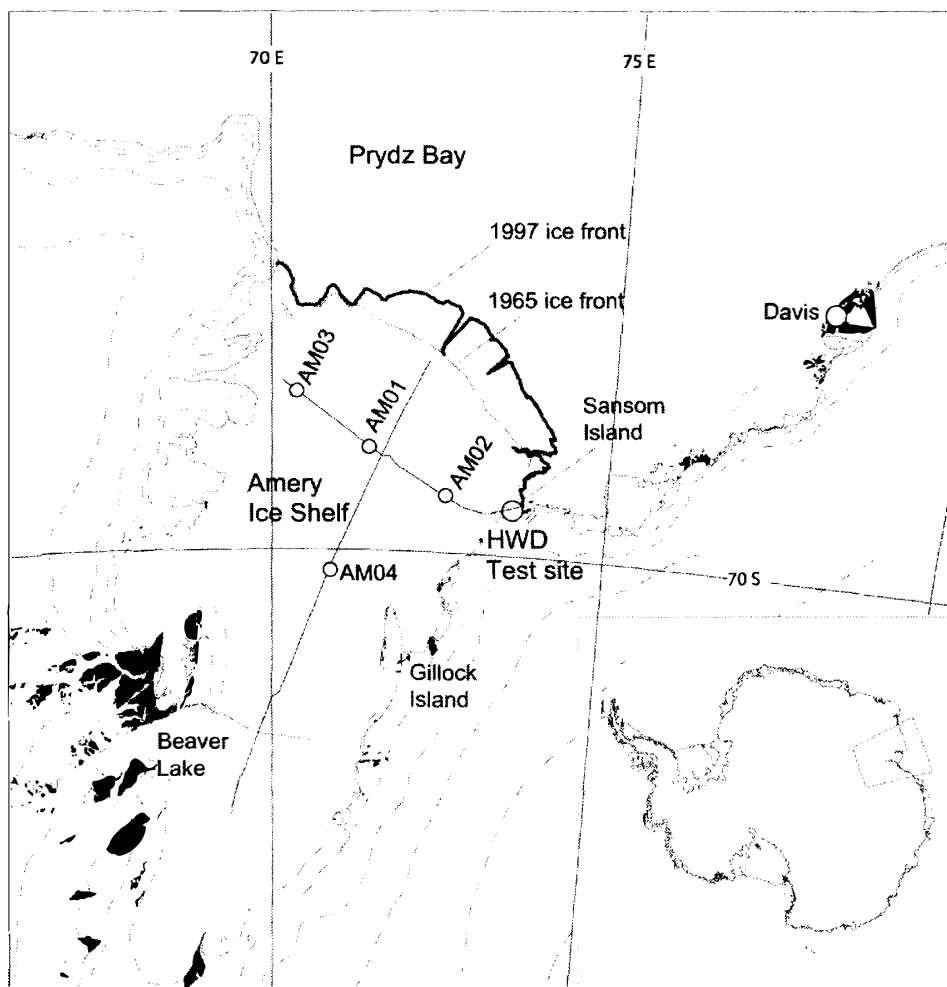 70 E
75 E
Prydz Bay
1997 ice front
1965 ice front
Davis
AM03
AM01
Sansom
Island
AM02
Amery
Ice Shelf
HWD
Test site
AM04
70 S
Gillock
Island
Beaver
Lake